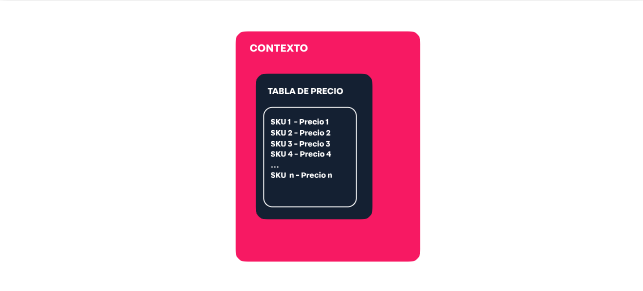 CONTEXTO
TABLA DE PRECIO
SKU 1 - Precio 1
SKU 2 - Precio 2
SKU 3 - Precio 3
SKU 4 - Precio 4
...
SKU n - Precio n